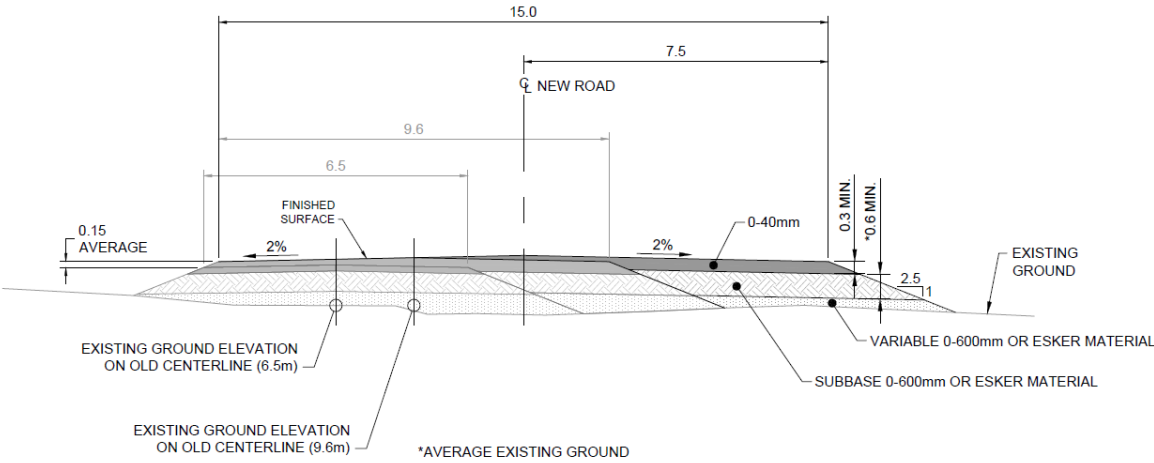 15.0
7.5
℄ NEW ROAD
9.6
6.5
FINISHED
SURFACE
0.15
AVERAGE
2%
2%
0-40mm
0.3 MIN.
*0.6 MIN.
EXISTING
GROUND
2.5
1
EXISTING GROUND ELEVATION
ON OLD CENTERLINE (6.5m)
VARIABLE 0-600mm OR ESKER MATERIAL
SUBBASE 0-600mm OR ESKER MATERIAL
EXISTING GROUND ELEVATION
ON OLD CENTERLINE (9.6m)
*AVERAGE EXISTING GROUND